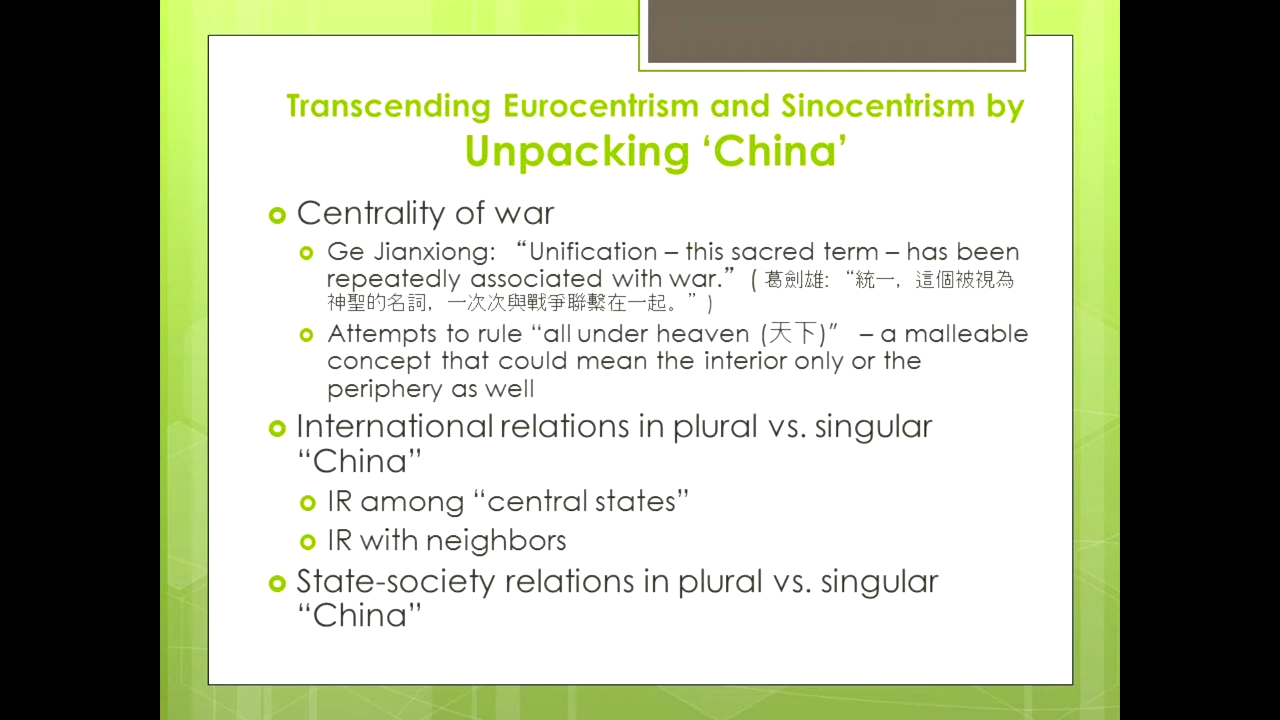 Transcending Eurocentrism and Sinocentrism by
Unpacking ‘China’
Centrality of war
Ge Jianxiong: “Unification – this sacred term – has been
repeatedly associated with war.” ( 葛劍雄: “統一，這個被視為
神聖的名詞，一次次與戰爭聯繫在一起。” )
Attempts to rule “all under heaven (天下)” – a malleable
concept that could mean the interior only or the
periphery as well
International relations in plural vs. singular
“China”
IR among “central states”
IR with neighbors
State-society relations in plural vs. singular
“China”